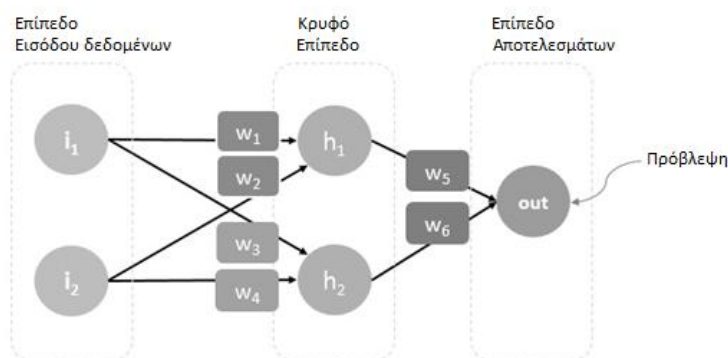 Επίπεδο
Εισόδου δεδομένων
Κρυφό
Επίπεδο
Επίπεδο
Αποτελεσμάτων
i₁
w₁
h₁
w₂
w₅
Πρόβλεψη
out
w₃
w₆
i₂
w₄
h₂